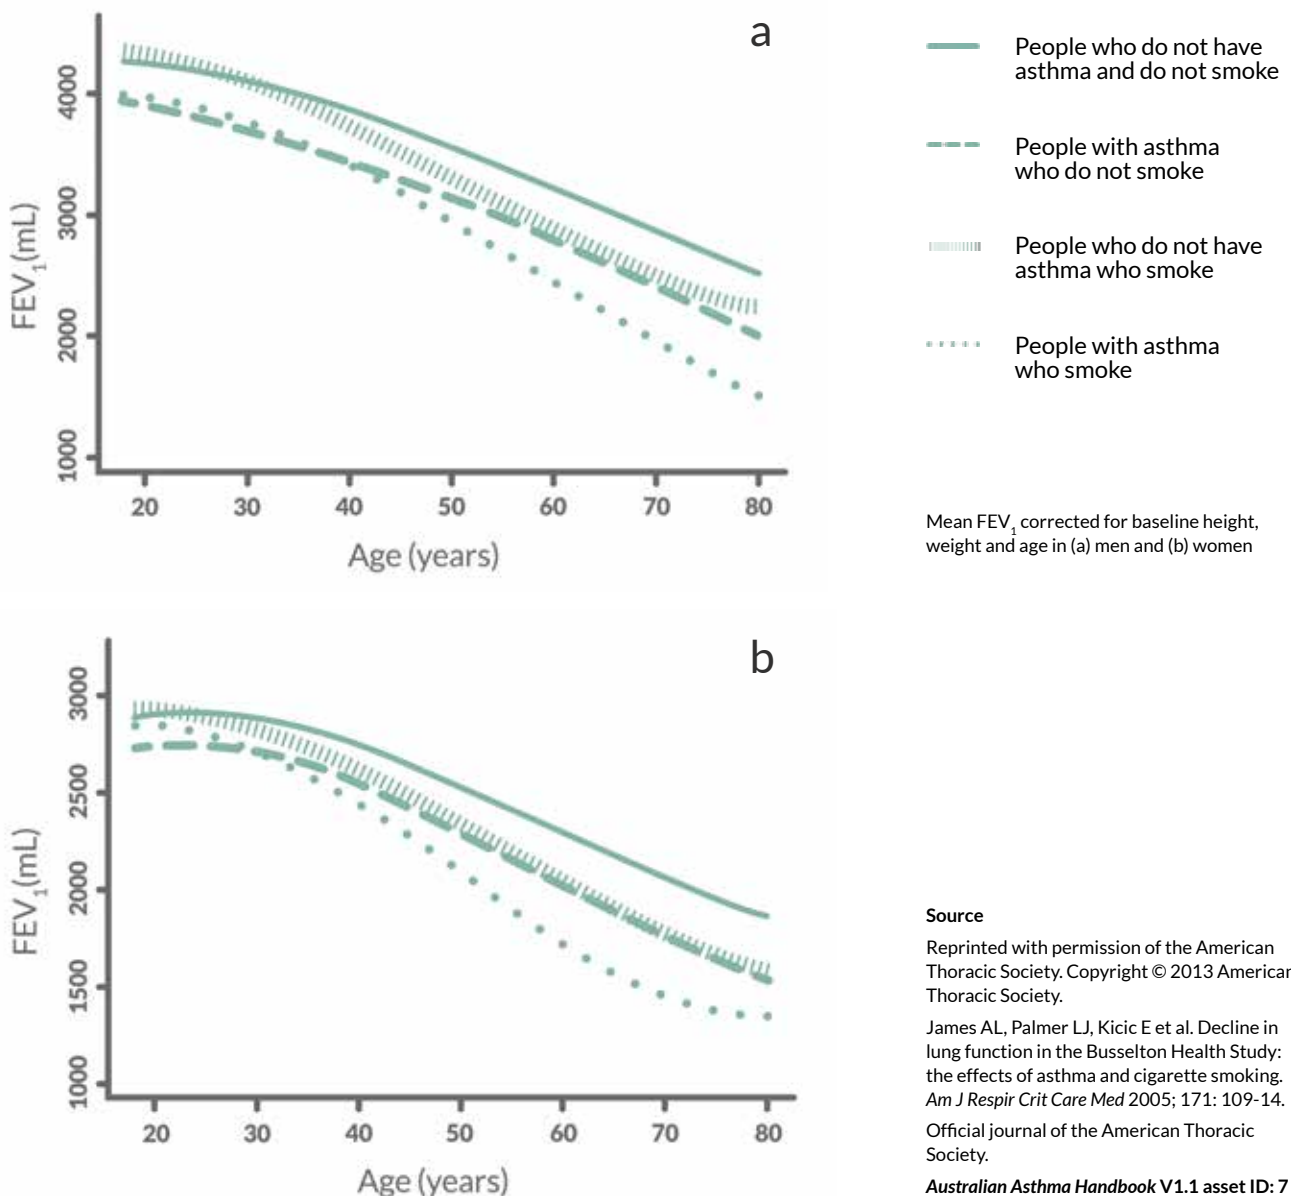 a
4000
3000
2000
1000
FEV1(mL)
20 30 40 50 60 70 80
Age (years)
People who do not have
asthma and do not smoke
People with asthma
who do not smoke
People who do not have
asthma who smoke
People with asthma
who smoke
Mean FEV1 corrected for baseline height,
weight and age in (a) men and (b) women
b
3000
2500
2000
1500
1000
FEV1(mL)
20 30 40 50 60 70 80
Age (years)
Source
Reprinted with permission of the American
Thoracic Society. Copyright © 2013 American
Thoracic Society.
James AL, Palmer LJ, Kicic E et al. Decline in
lung function in the Busselton Health Study:
the effects of asthma and cigarette smoking.
Am J Respir Crit Care Med 2005; 171: 109-14.
Official journal of the American Thoracic
Society.
Australian Asthma Handbook V1.1 asset ID: 7